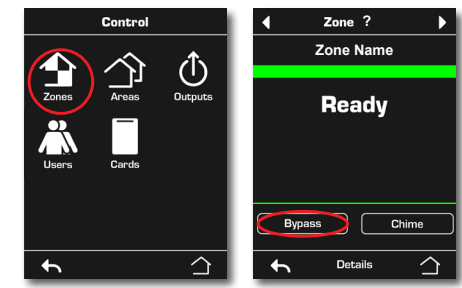 Control
Zones Areas Outputs
Users Cards
Zone ?
Zone Name
Ready
Bypass Chime
Details